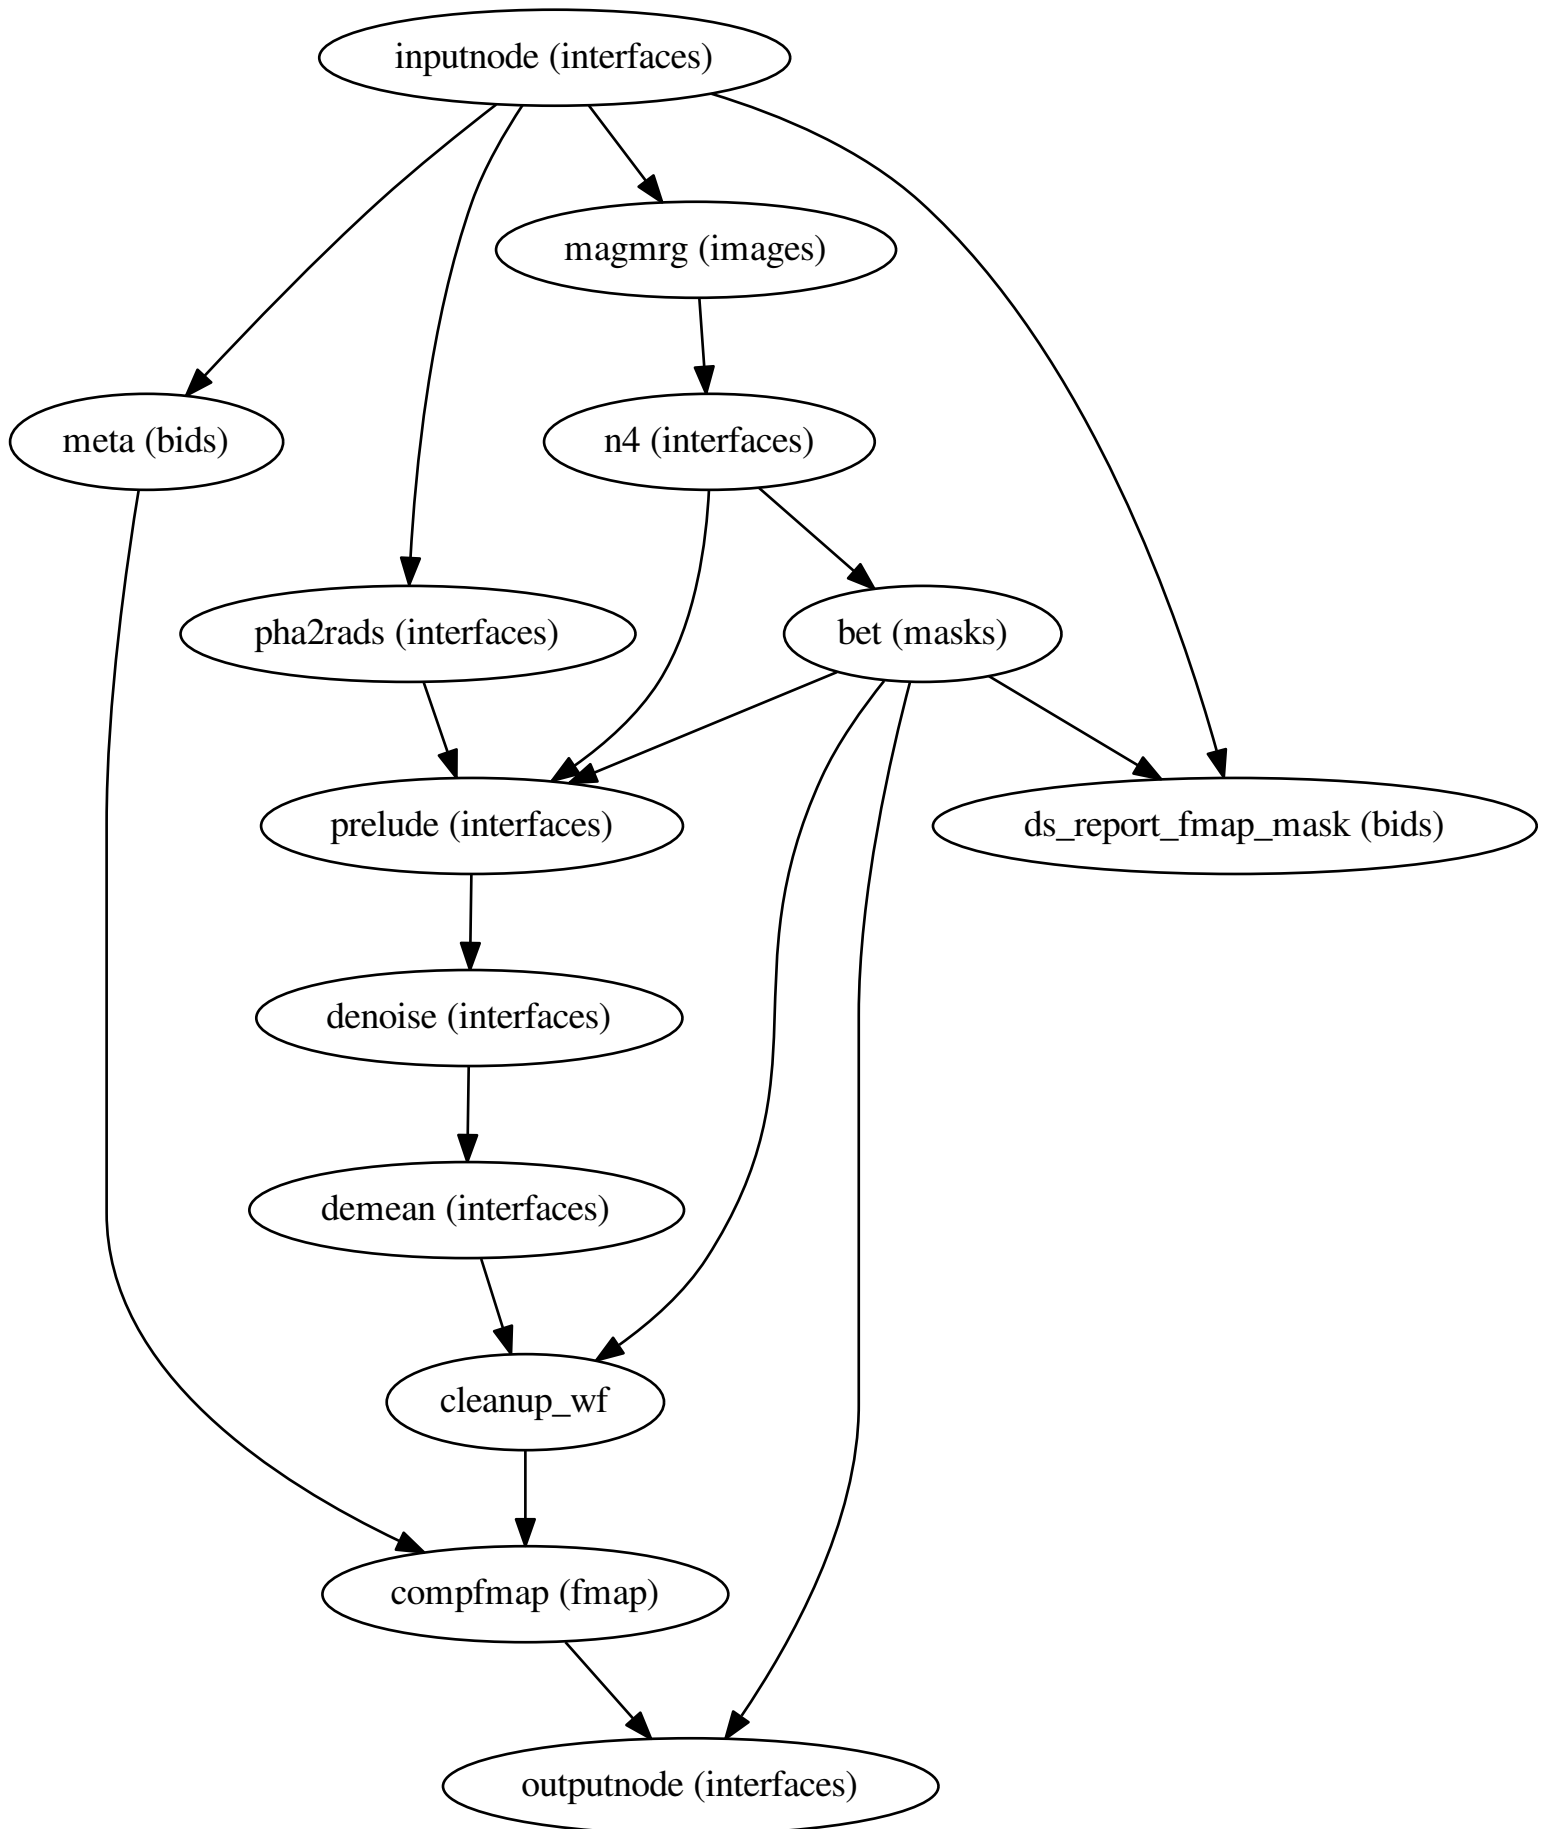 inputnode (interfaces)
magmrg (images)
meta (bids)
n4 (interfaces)
pha2rads (interfaces)
bet (masks)
prelude (interfaces)
ds_report_fmap_mask (bids)
denoise (interfaces)
demean (interfaces)
cleanup_wf
compfmap (fmap)
outputnode (interfaces)